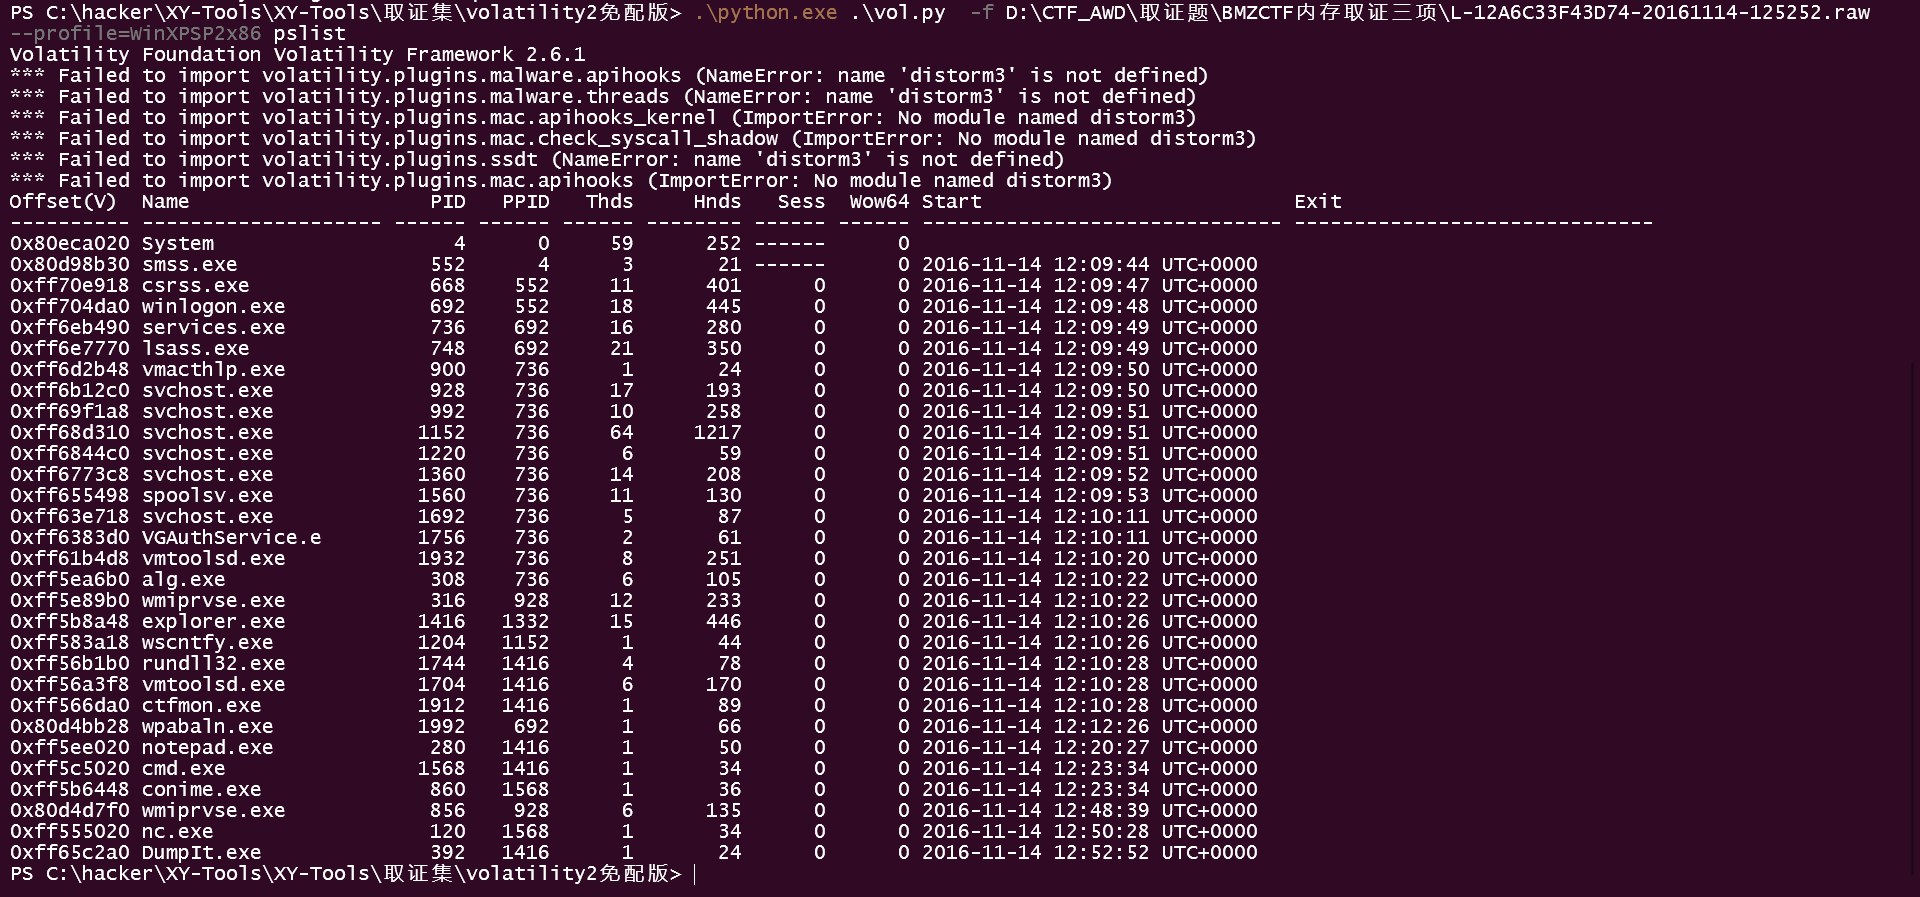 PS C:\hacker\XY-Tools\XY-Tools\取证集\volatility2免配版> .\python.exe .\vol.py  -f D:\CTF_AWD\取证题\BMZCTF内存取证三项\L-12A6C33F43D74-20161114-125252.raw
--profile=WinXPSP2x86 pslist
Volatility Foundation Volatility Framework 2.6.1
*** Failed to import volatility.plugins.malware.apihooks (NameError: name 'distorm3' is not defined)
*** Failed to import volatility.plugins.malware.threads (NameError: name 'distorm3' is not defined)
*** Failed to import volatility.plugins.mac.apihooks_kernel (ImportError: No module named distorm3)
*** Failed to import volatility.plugins.mac.check_syscall_shadow (ImportError: No module named distorm3)
*** Failed to import volatility.plugins.ssdt (NameError: name 'distorm3' is not defined)
*** Failed to import volatility.plugins.mac.apihooks (ImportError: No module named distorm3)
Offset(V)  Name                    PID   PPID   Thds     Hnds   Sess  Wow64 Start                          Exit
---------- -------------------- ------ ------ ------ -------- ------ ------ ------------------------------ ------------------------------
0x80eca020 System                    4      0     59      252 ------      0
0x80d98b30 smss.exe                552      4      3       21 ------      0 2016-11-14 12:09:44 UTC+0000
0xff70e918 csrss.exe               668    552     11      401      0      0 2016-11-14 12:09:47 UTC+0000
0xff704da0 winlogon.exe            692    552     18      445      0      0 2016-11-14 12:09:48 UTC+0000
0xff6eb490 services.exe            736    692     16      280      0      0 2016-11-14 12:09:49 UTC+0000
0xff6e7770 lsass.exe               748    692     21      350      0      0 2016-11-14 12:09:49 UTC+0000
0xff6d2b48 vmacthlp.exe            900    736      1       24      0      0 2016-11-14 12:09:50 UTC+0000
0xff6b12c0 svchost.exe             928    736     17      193      0      0 2016-11-14 12:09:50 UTC+0000
0xff69f1a8 svchost.exe             992    736     10      258      0      0 2016-11-14 12:09:51 UTC+0000
0xff68d310 svchost.exe            1152    736     64     1217      0      0 2016-11-14 12:09:51 UTC+0000
0xff6844c0 svchost.exe            1220    736      6       59      0      0 2016-11-14 12:09:51 UTC+0000
0xff6773c8 svchost.exe            1360    736     14      208      0      0 2016-11-14 12:09:52 UTC+0000
0xff655498 spoolsv.exe            1560    736     11      130      0      0 2016-11-14 12:09:53 UTC+0000
0xff63e718 svchost.exe            1692    736      5       87      0      0 2016-11-14 12:10:11 UTC+0000
0xff6383d0 VGAuthService.e        1756    736      2       61      0      0 2016-11-14 12:10:11 UTC+0000
0xff61b4d8 vmtoolsd.exe           1932    736      8      251      0      0 2016-11-14 12:10:20 UTC+0000
0xff5ea6b0 alg.exe                 308    736      6      105      0      0 2016-11-14 12:10:22 UTC+0000
0xff5e89b0 wmiprvse.exe            316    928     12      233      0      0 2016-11-14 12:10:22 UTC+0000
0xff5b8a48 explorer.exe           1416   1332     15      446      0      0 2016-11-14 12:10:26 UTC+0000
0xff583a18 wscntfy.exe            1204   1152      1       44      0      0 2016-11-14 12:10:26 UTC+0000
0xff56b1b0 rundll32.exe           1744   1416      4       78      0      0 2016-11-14 12:10:28 UTC+0000
0xff56a3f8 vmtoolsd.exe           1704   1416      6      170      0      0 2016-11-14 12:10:28 UTC+0000
0xff566da0 ctfmon.exe             1912   1416      1       89      0      0 2016-11-14 12:10:28 UTC+0000
0x80d4bb28 wpabaln.exe            1992    692      1       66      0      0 2016-11-14 12:12:26 UTC+0000
0xff5ee020 notepad.exe             280   1416      1       50      0      0 2016-11-14 12:20:27 UTC+0000
0xff5c5020 cmd.exe                1568   1416      1       34      0      0 2016-11-14 12:23:34 UTC+0000
0xff5b6448 conime.exe              860   1568      1       36      0      0 2016-11-14 12:23:34 UTC+0000
0x80d4d7f0 wmiprvse.exe            856    928      6      135      0      0 2016-11-14 12:48:39 UTC+0000
0xff555020 nc.exe                  120   1568      1       34      0      0 2016-11-14 12:50:28 UTC+0000
0xff65c2a0 DumpIt.exe              392   1416      1       24      0      0 2016-11-14 12:52:52 UTC+0000
PS C:\hacker\XY-Tools\XY-Tools\取证集\volatility2免配版>